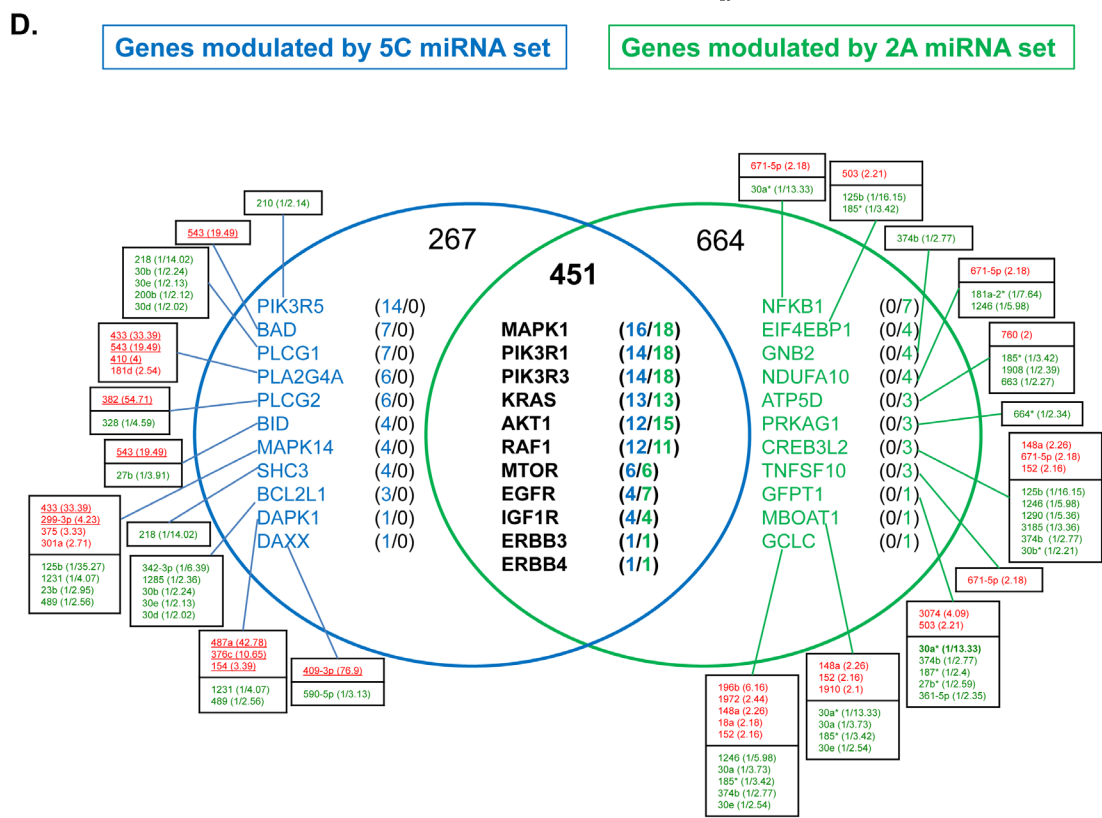 D.
Genes modulated by 5C miRNA set
Genes modulated by 2A miRNA set
267
664
451
PIK3R5 (14/0)
BAD (7/0)
PLCG1 (7/0)
PLA2G4A (6/0)
PLCG2 (6/0)
BID (4/0)
MAPK14 (4/0)
SHC3 (4/0)
BCL2L1 (3/0)
DAPK1 (1/0)
DAXX (1/0)
MAPK1 (16/18)
PIK3R1 (14/18)
PIK3R3 (14/18)
KRAS (13/13)
AKT1 (12/15)
RAF1 (12/11)
MTOR (6/6)
EGFR (4/7)
IGF1R (4/4)
ERBB3 (1/1)
ERBB4 (1/1)
NFKB1 (0/7)
EIF4EBP1 (0/4)
GNB2 (0/4)
NDUFA10 (0/4)
ATP5D (0/3)
PRKAG1 (0/3)
CREB3L2 (0/3)
TNFSF10 (0/3)
GFPT1 (0/1)
MBOAT1 (0/1)
GCLC (0/1)
210 (1/2.14)
543 (19.49)
218 (1/14.02)
30b (1/2.24)
30e (1/2.13)
200b (1/2.12)
30d (1/2.02)
433 (33.39)
543 (19.49)
410 (4)
181d (2.54)
382 (54.71)
328 (1/4.59)
543 (19.49)
27b (1/3.91)
433 (33.39)
299-3p (4.23)
375 (3.33)
301a (2.71)
125b (1/35.27)
1231 (1/4.07)
23b (1/2.95)
489 (1/2.56)
218 (1/14.02)
342-3p (1/6.39)
1285 (1/2.36)
30b (1/2.24)
30e (1/2.13)
30d (1/2.02)
487a (42.78)
376c (10.65)
154 (3.39)
1231 (1/4.07)
489 (1/2.56)
409-3p (76.9)
590-5p (1/3.13)
671-5p (2.18)
30a* (1/13.33)
503 (2.21)
125b (1/16.15)
185* (1/3.42)
374b (1/2.77)
671-5p (2.18)
181a-2* (1/7.64)
1246 (1/5.98)
760 (2)
185* (1/3.42)
1908 (1/2.39)
663 (1/2.27)
664* (1/2.34)
148a (2.26)
671-5p (2.18)
152 (2.16)
125b (1/16.15)
1246 (1/5.98)
1290 (1/5.36)
3185 (1/3.36)
374b (1/2.77)
30b* (1/2.21)
671-5p (2.18)
3074 (4.09)
503 (2.21)
30a* (1/13.33)
374b (1/2.77)
187* (1/2.4)
27b* (1/2.59)
361-5p (1/2.35)
148a (2.26)
152 (2.16)
1910 (2.1)
30a* (1/13.33)
30a (1/3.73)
185* (1/3.42)
30e (1/2.54)
196b (6.16)
1972 (2.44)
148a (2.26)
18a (2.18)
152 (2.16)
1246 (1/5.98)
30a (1/3.73)
185* (1/3.42)
374b (1/2.77)
30e (1/2.54)